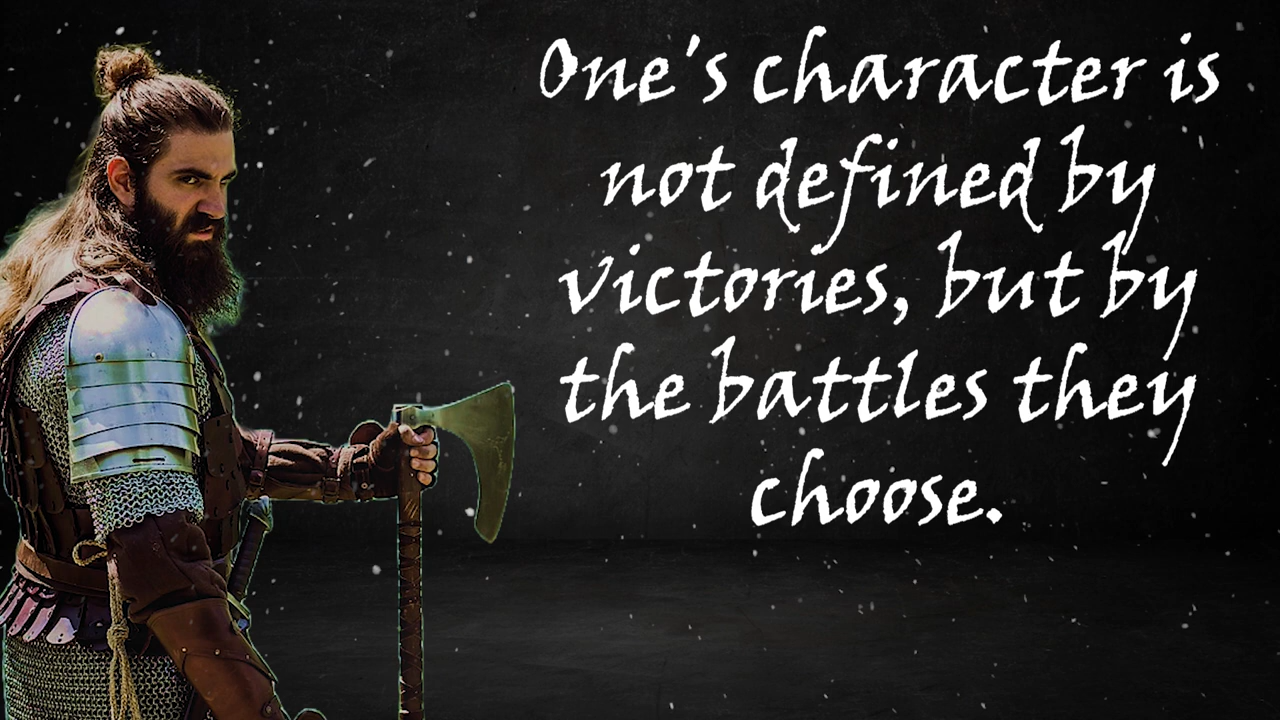 One's character is
not defined by
victories, but by
the battles they
choose.